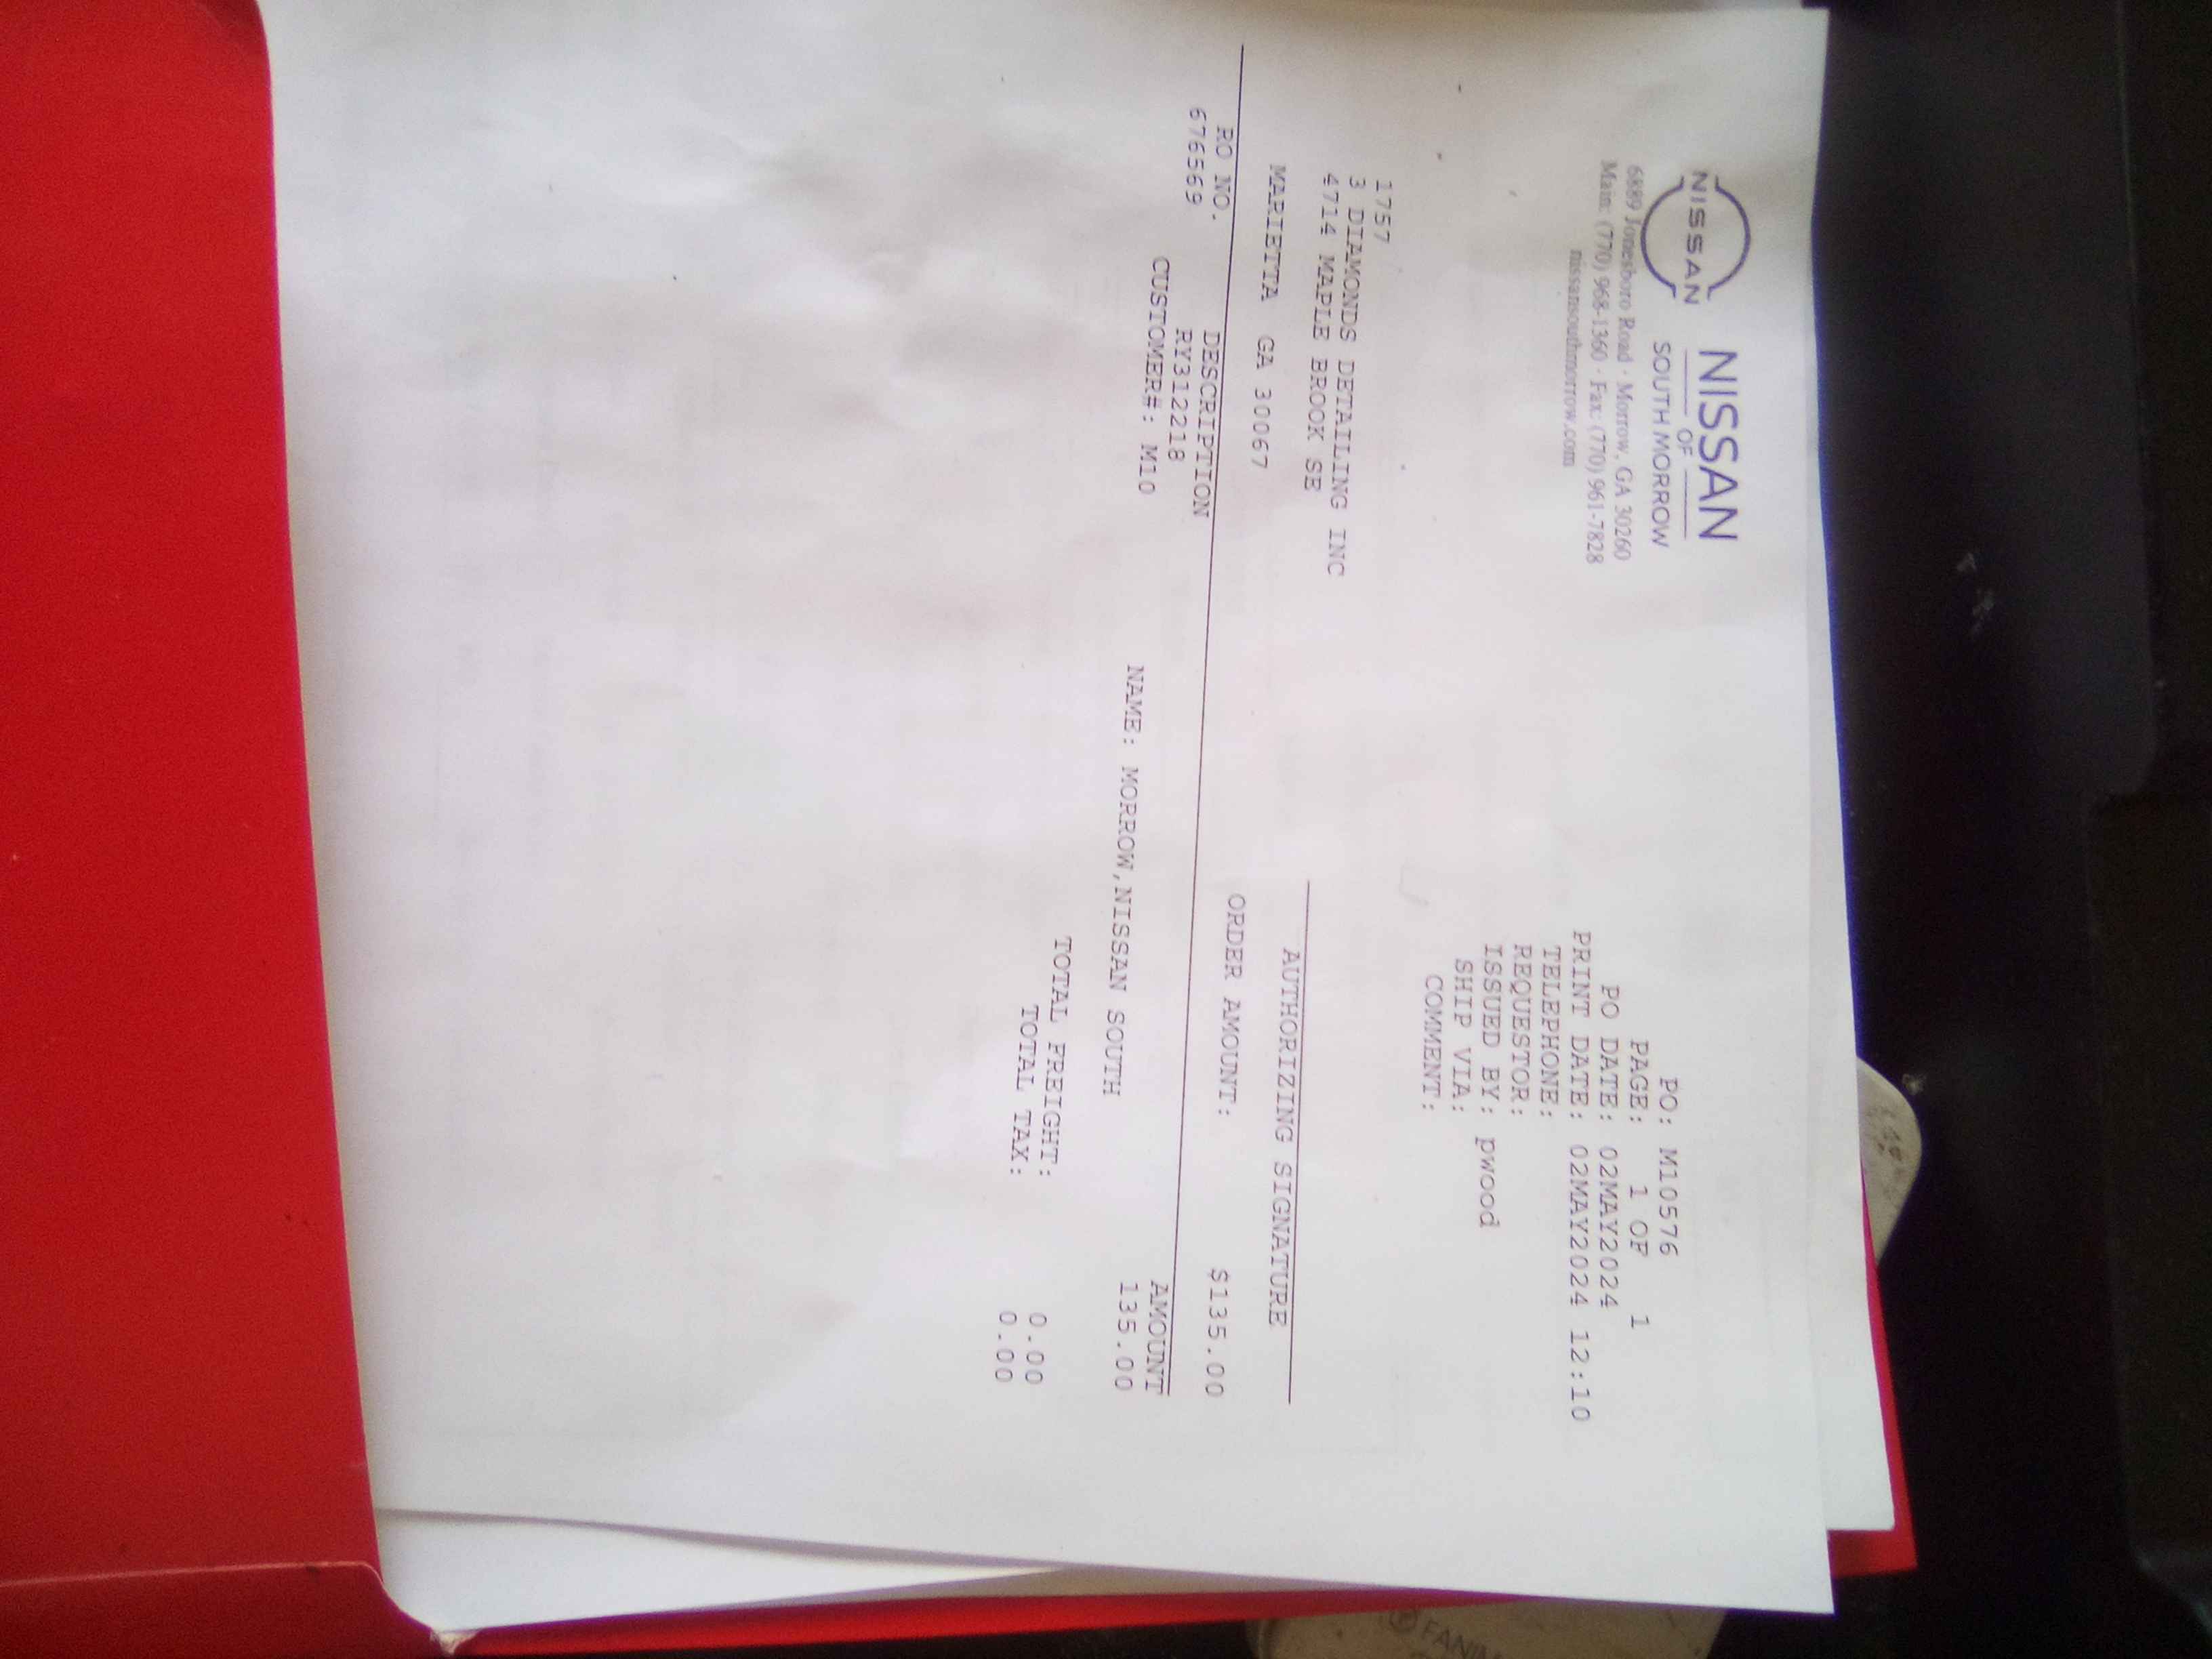 NISSAN
NISSAN
OF
SOUTH MORROW
6889 Jonesboro Road · Morrow, GA 30260
Main: (770) 968-1360 · Fax: (770) 961-7828
nissansouthmorrow.com
PO: M10576
PAGE: 1 OF 1
PO DATE: 02MAY2024
PRINT DATE: 02MAY2024 12:10
TELEPHONE:
REQUESTOR:
ISSUED BY: pwood
SHIP VIA:
COMMENT:
1757
3 DIAMONDS DETAILING INC
4714 MAPLE BROOK SE
MARIETTA GA 30067
AUTHORIZING SIGNATURE
ORDER AMOUNT: $135.00
RO NO. DESCRIPTION AMOUNT
676569 RY312218 135.00
CUSTOMER#: M10 NAME: MORROW,NISSAN SOUTH
TOTAL FREIGHT: 0.00
TOTAL TAX: 0.00